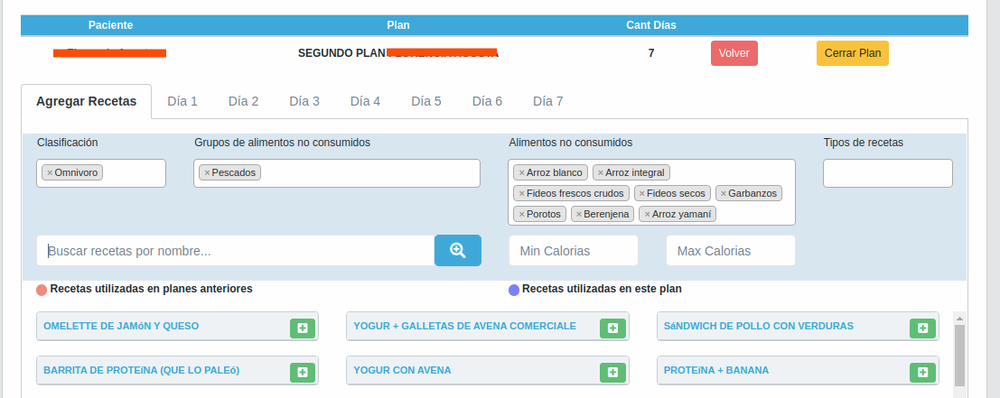 Paciente Plan Cant Días
SEGUNDO PLAN 7 Volver Cerrar Plan
Agregar Recetas Día 1 Día 2 Día 3 Día 4 Día 5 Día 6 Día 7
Clasificación Grupos de alimentos no consumidos Alimentos no consumidos Tipos de recetas
× Omnivoro × Pescados × Arroz blanco × Arroz integral
× Fideos frescos crudos × Fideos secos × Garbanzos
× Porotos × Berenjena × Arroz yamaní
Buscar recetas por nombre... Min Calorias Max Calorias
Recetas utilizadas en planes anteriores Recetas utilizadas en este plan
OMELETTE DE JAMóN Y QUESO YOGUR + GALLETAS DE AVENA COMERCIALE SáNDWICH DE POLLO CON VERDURAS
BARRITA DE PROTEíNA (QUE LO PALEó) YOGUR CON AVENA PROTEíNA + BANANA